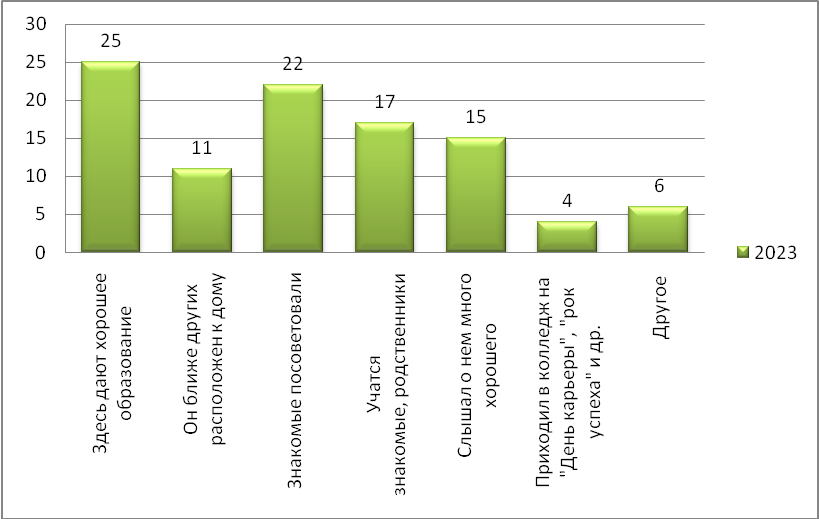 30
25
20
15
10
5
0
25
11
22
17
15
4
6
Здесь дают хорошее
образование
Он ближе других
расположен к дому
Знакомые посоветовали
Учатся
знакомые, родственники
Слышал о нем много
хорошего
Приходил в колледж на
"День карьеры", "рок
успеха" и др.
Другое
2023